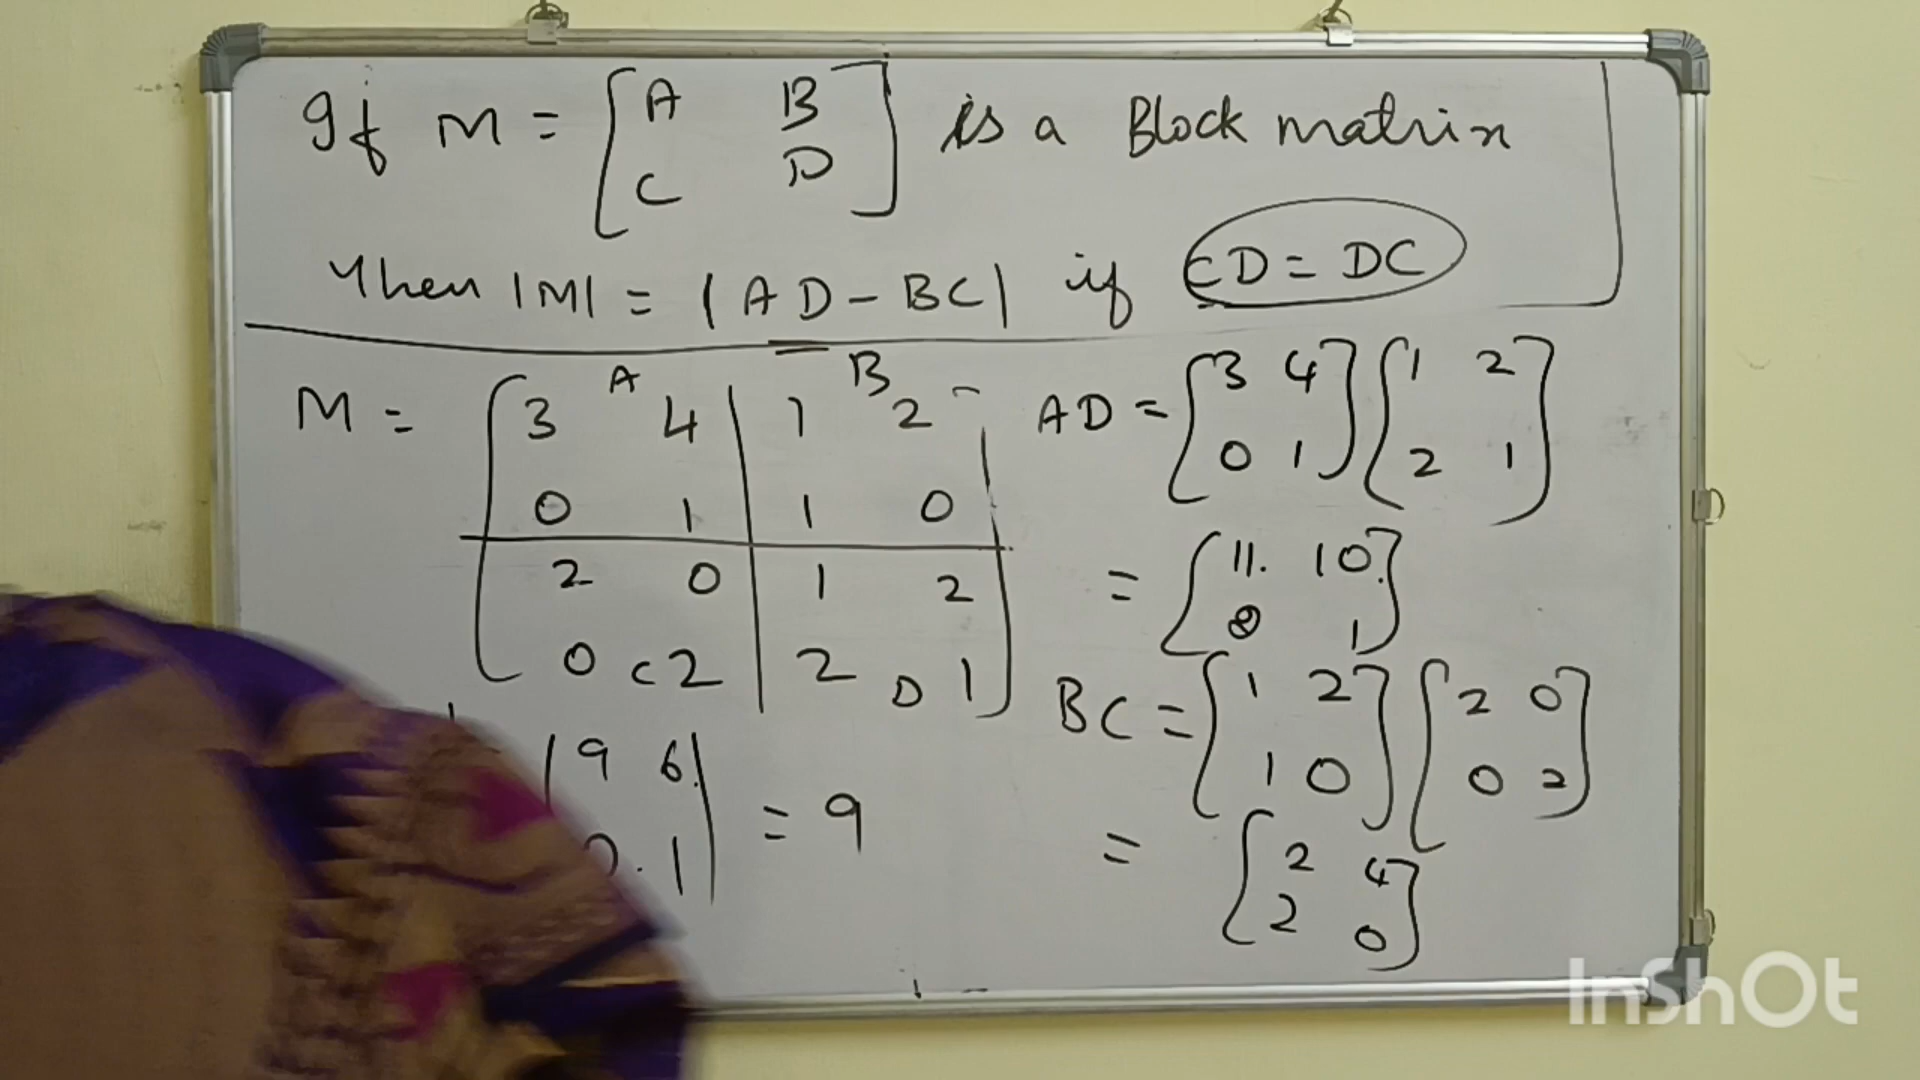 If M = [A B
C D] is a Block matrix
Then |M| = |AD - BC| if CD = DC
M = [3 4 | 1 2
0 1 | 1 0
2 0 | 1 2
0 2 | 2 1]
A B
C D
| 9 6
. 1 | = 9
AD = [3 4
0 1] [1 2
2 1]
= [11. 10.
1]
BC = [1 2
1 0] [2 0
0 2]
= [2 4
2 0]
InShOt